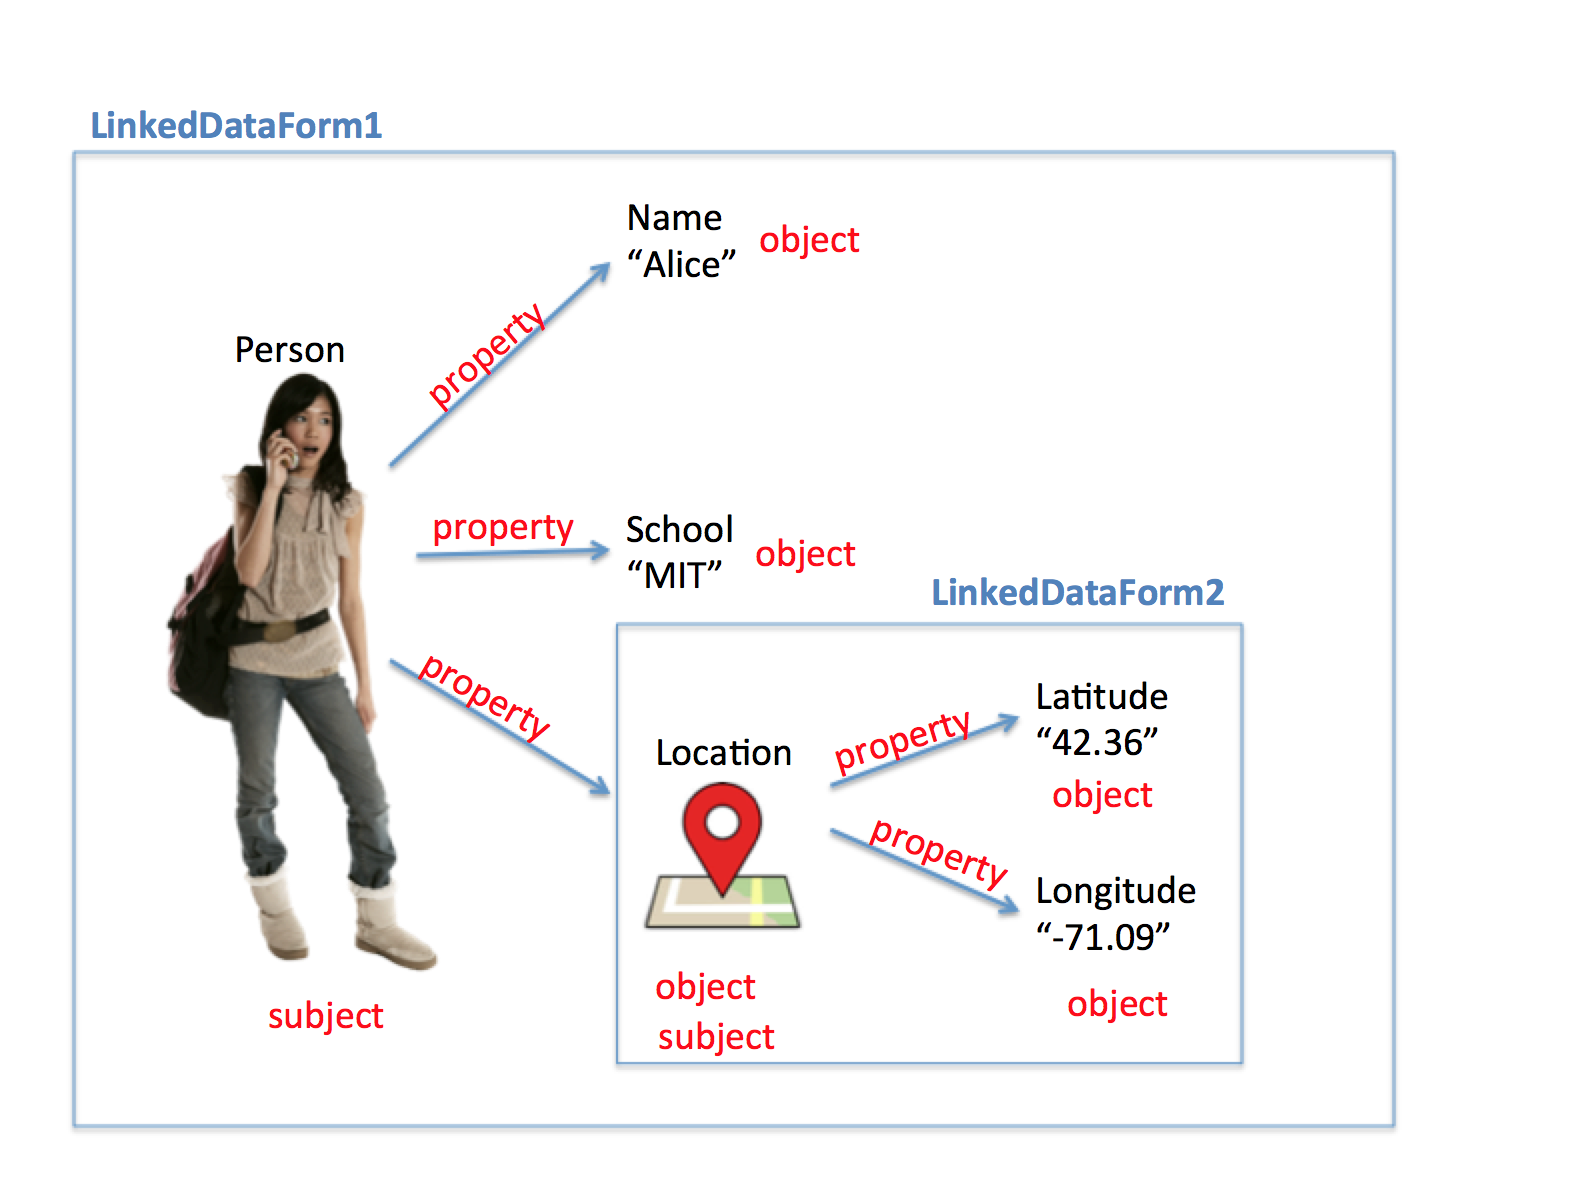 LinkedDataForm1
Name
“Alice”
object
property
Person
property
School
“MIT”
object
LinkedDataForm2
property
Location
property
Latitude
“42.36”
object
property
Longitude
“-71.09”
object
object
subject
subject